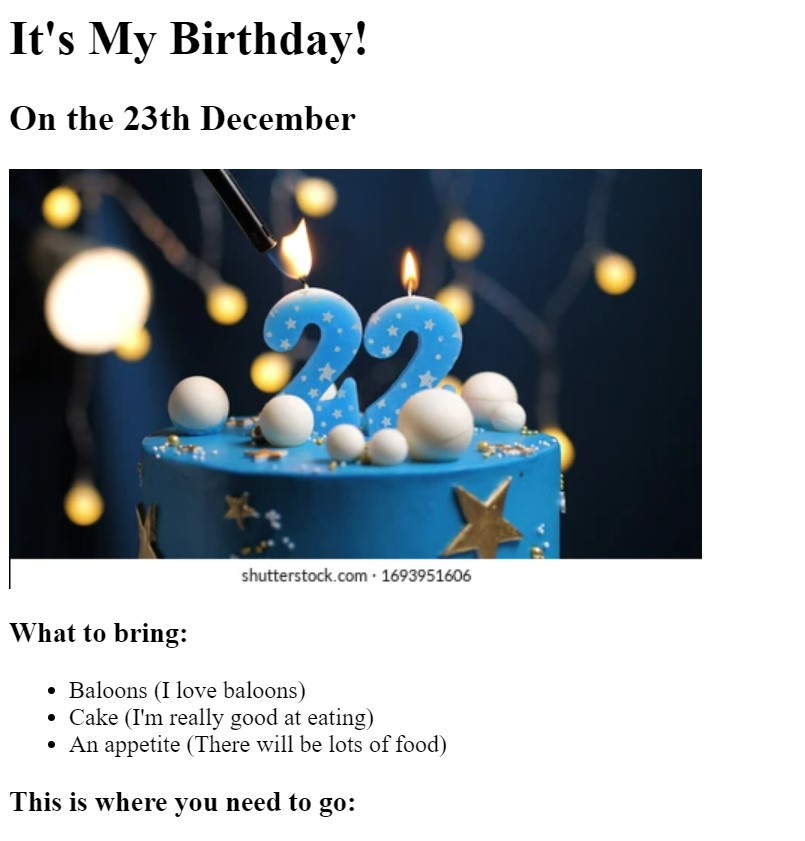 It's My Birthday!
On the 23th December
22
shutterstock.com · 1693951606
What to bring:
Baloons (I love baloons)
Cake (I'm really good at eating)
An appetite (There will be lots of food)
This is where you need to go: